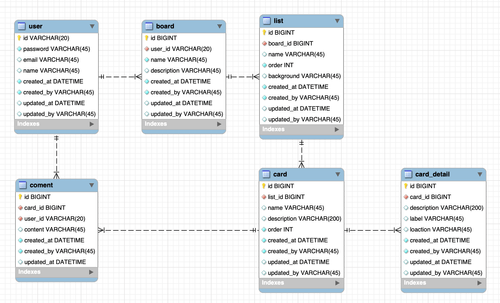 user
id VARCHAR(20)
password VARCHAR(45)
email VARCHAR(45)
name VARCHAR(45)
created_at DATETIME
created_by VARCHAR(45)
updated_at DATETIME
updated_by VARCHAR(45)
Indexes
board
id BIGINT
user_id VARCHAR(20)
name VARCHAR(45)
description VARCHAR(45)
created_at DATETIME
created_by VARCHAR(45)
updated_at DATETIME
updated_by VARCHAR(45)
Indexes
list
id BIGINT
board_id BIGINT
name VARCHAR(45)
order INT
background VARCHAR(45)
created_at DATETIME
created_by VARCHAR(45)
updated_at DATETIME
updated_by VARCHAR(45)
Indexes
coment
id BIGINT
card_id BIGINT
user_id VARCHAR(20)
content VARCHAR(45)
created_at DATETIME
created_by VARCHAR(45)
updated_at DATETIME
updated_by VARCHAR(45)
Indexes
card
id BIGINT
list_id BIGINT
name VARCHAR(45)
description VARCHAR(200)
order INT
created_at DATETIME
created_by VARCHAR(45)
updated_at DATETIME
updated_by VARCHAR(45)
Indexes
card_detail
id BIGINT
card_id BIGINT
description VARCHAR(200)
label VARCHAR(45)
loaction VARCHAR(45)
created_at DATETIME
created_by VARCHAR(45)
updated_at DATETIME
updated_by VARCHAR(45)
Indexes